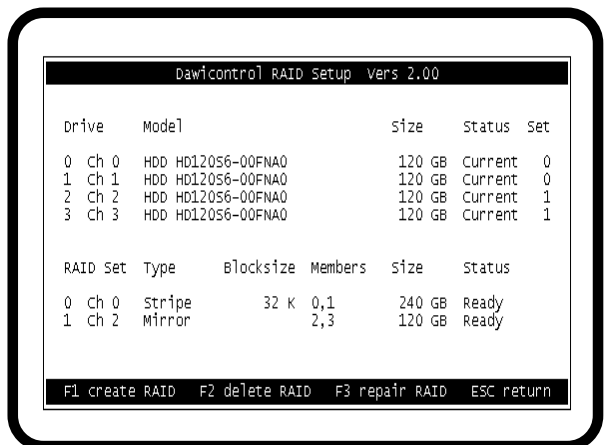 Dawicontrol RAID Setup Vers 2.00
Drive Model Size Status Set
0 Ch 0 HDD HD120S6-00FNA0 120 GB Current 0
1 Ch 1 HDD HD120S6-00FNA0 120 GB Current 0
2 Ch 2 HDD HD120S6-00FNA0 120 GB Current 1
3 Ch 3 HDD HD120S6-00FNA0 120 GB Current 1
RAID Set Type Blocksize Members Size Status
0 Ch 0 Stripe 32 K 0,1 240 GB Ready
1 Ch 2 Mirror 2,3 120 GB Ready
F1 create RAID F2 delete RAID F3 repair RAID ESC return